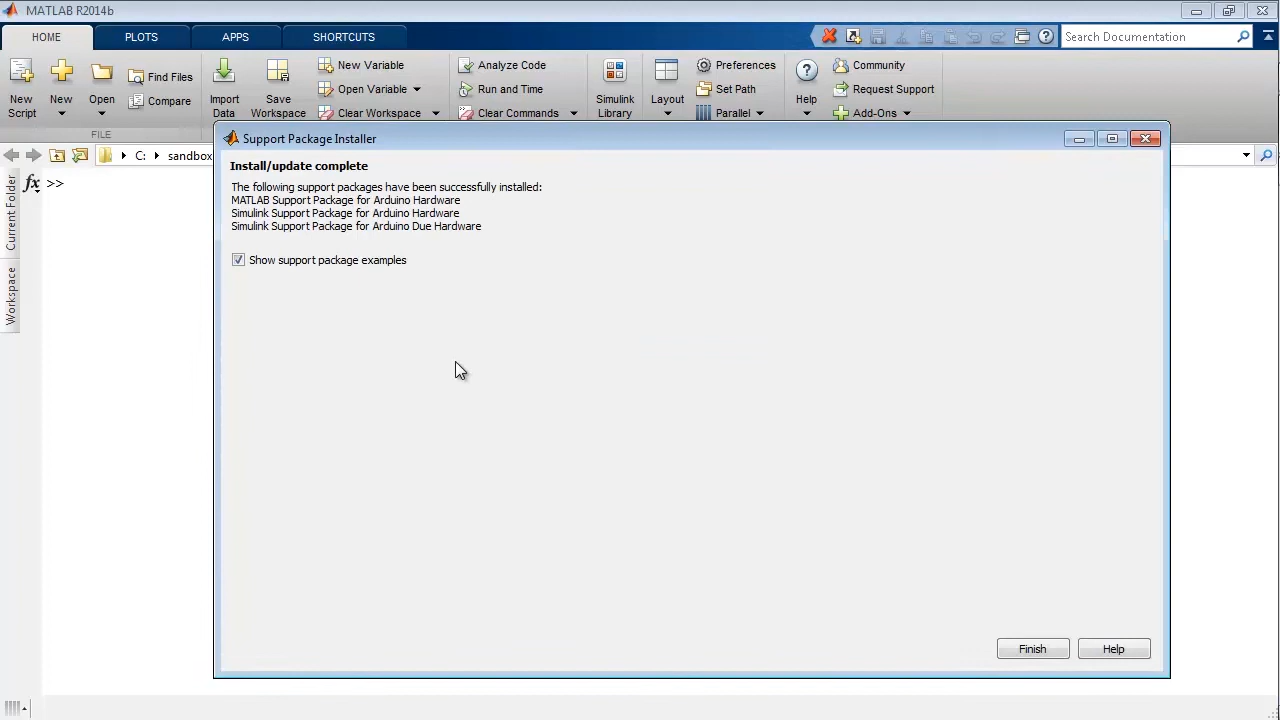 MATLAB R2014b
HOME PLOTS APPS SHORTCUTS Search Documentation
New Script
New
Open
Find Files
Compare
Import Data
Save Workspace
New Variable
Open Variable
Clear Workspace
Analyze Code
Run and Time
Clear Commands
Simulink Library
Layout
Preferences
Set Path
Parallel
Help
Community
Request Support
Add-Ons
FILE
C: sandbox
Current Folder
Workspace
fx >>
Support Package Installer
Install/update complete
The following support packages have been successfully installed:
MATLAB Support Package for Arduino Hardware
Simulink Support Package for Arduino Hardware
Simulink Support Package for Arduino Due Hardware
Show support package examples
Finish Help